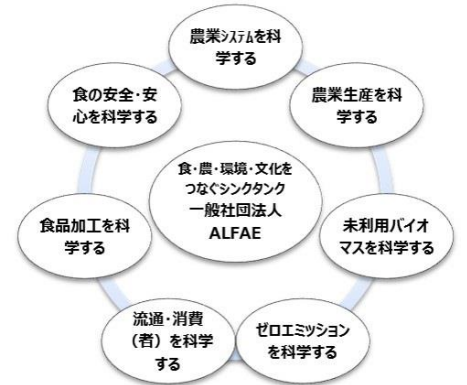 農業ｼｽﾃﾑを科
学する
農業生産を科
学する
未利用バイオ
マスを科学する
ゼロエミッション
を科学する
流通・消費
（者）を科学
する
食品加工を科
学する
食の安全・安
心を科学する
食・農・環境・文化を
つなぐシンクタンク
一般社団法人
ALFAE